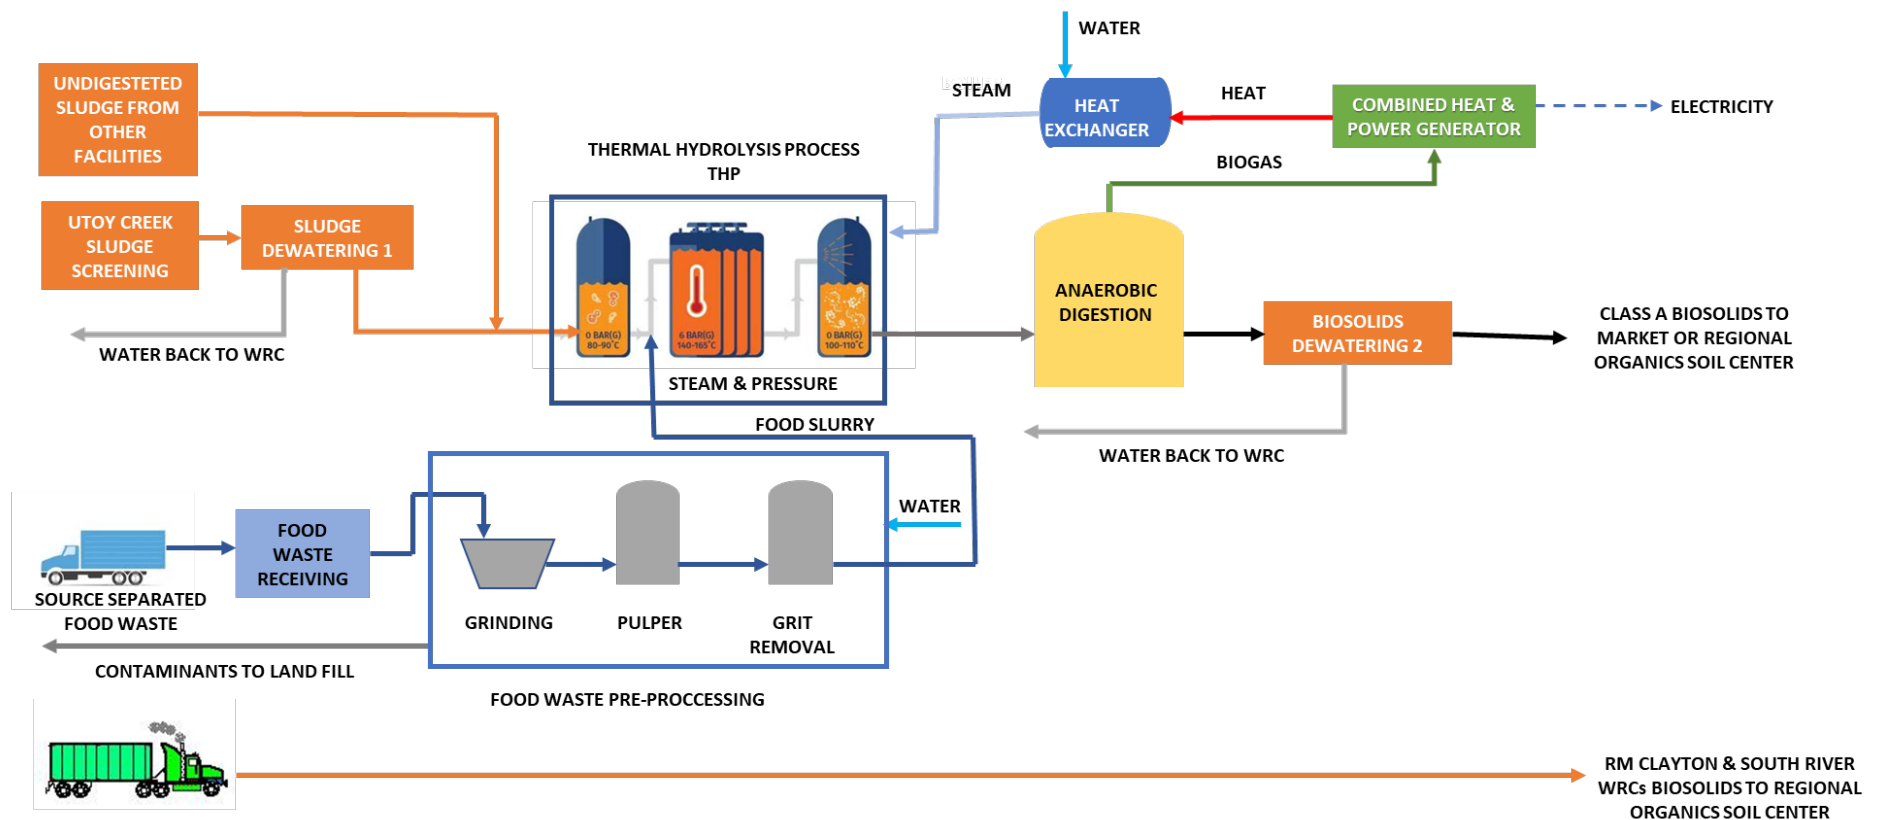 WATER
UNDIGESTETED
SLUDGE FROM
OTHER
FACILITIES
STEAM
HEAT
EXCHANGER
HEAT
COMBINED HEAT &
POWER GENERATOR
ELECTRICITY
BIOGAS
THERMAL HYDROLYSIS PROCESS
THP
UTOY CREEK
SLUDGE
SCREENING
SLUDGE
DEWATERING 1
WATER BACK TO WRC
0 BAR(G)
80-90°C
6 BAR(G)
140-165°C
0 BAR(G)
100-110°C
STEAM & PRESSURE
ANAEROBIC
DIGESTION
BIOSOLIDS
DEWATERING 2
CLASS A BIOSOLIDS TO
MARKET OR REGIONAL
ORGANICS SOIL CENTER
WATER BACK TO WRC
FOOD SLURRY
WATER
SOURCE SEPARATED
FOOD WASTE
FOOD
WASTE
RECEIVING
GRINDING
PULPER
GRIT
REMOVAL
CONTAMINANTS TO LAND FILL
FOOD WASTE PRE-PROCCESSING
RM CLAYTON & SOUTH RIVER
WRCs BIOSOLIDS TO REGIONAL
ORGANICS SOIL CENTER